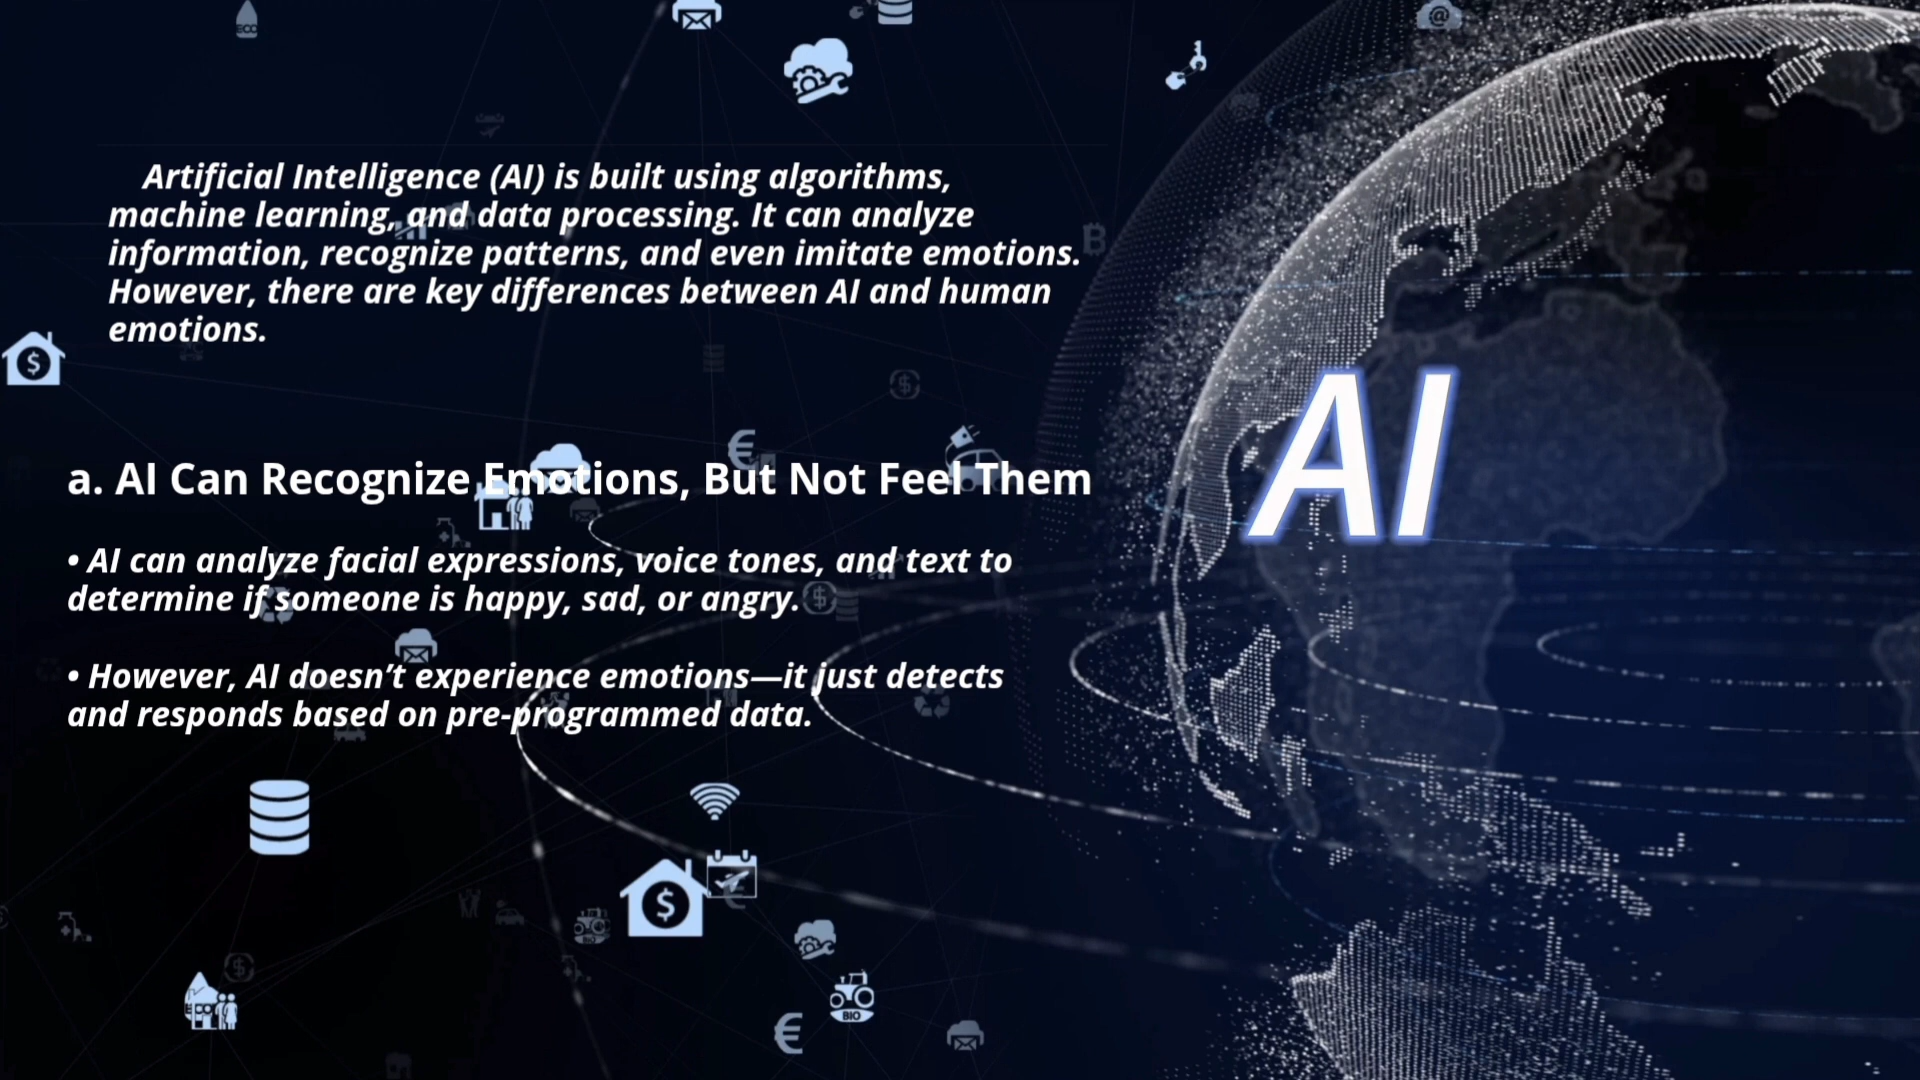 Artificial Intelligence (AI) is built using algorithms,
machine learning, and data processing. It can analyze
information, recognize patterns, and even imitate emotions.
However, there are key differences between AI and human
emotions.
AI
a. AI Can Recognize Emotions, But Not Feel Them
• AI can analyze facial expressions, voice tones, and text to
determine if someone is happy, sad, or angry.
• However, AI doesn’t experience emotions—it just detects
and responds based on pre-programmed data.
ECO
BIO
BIO